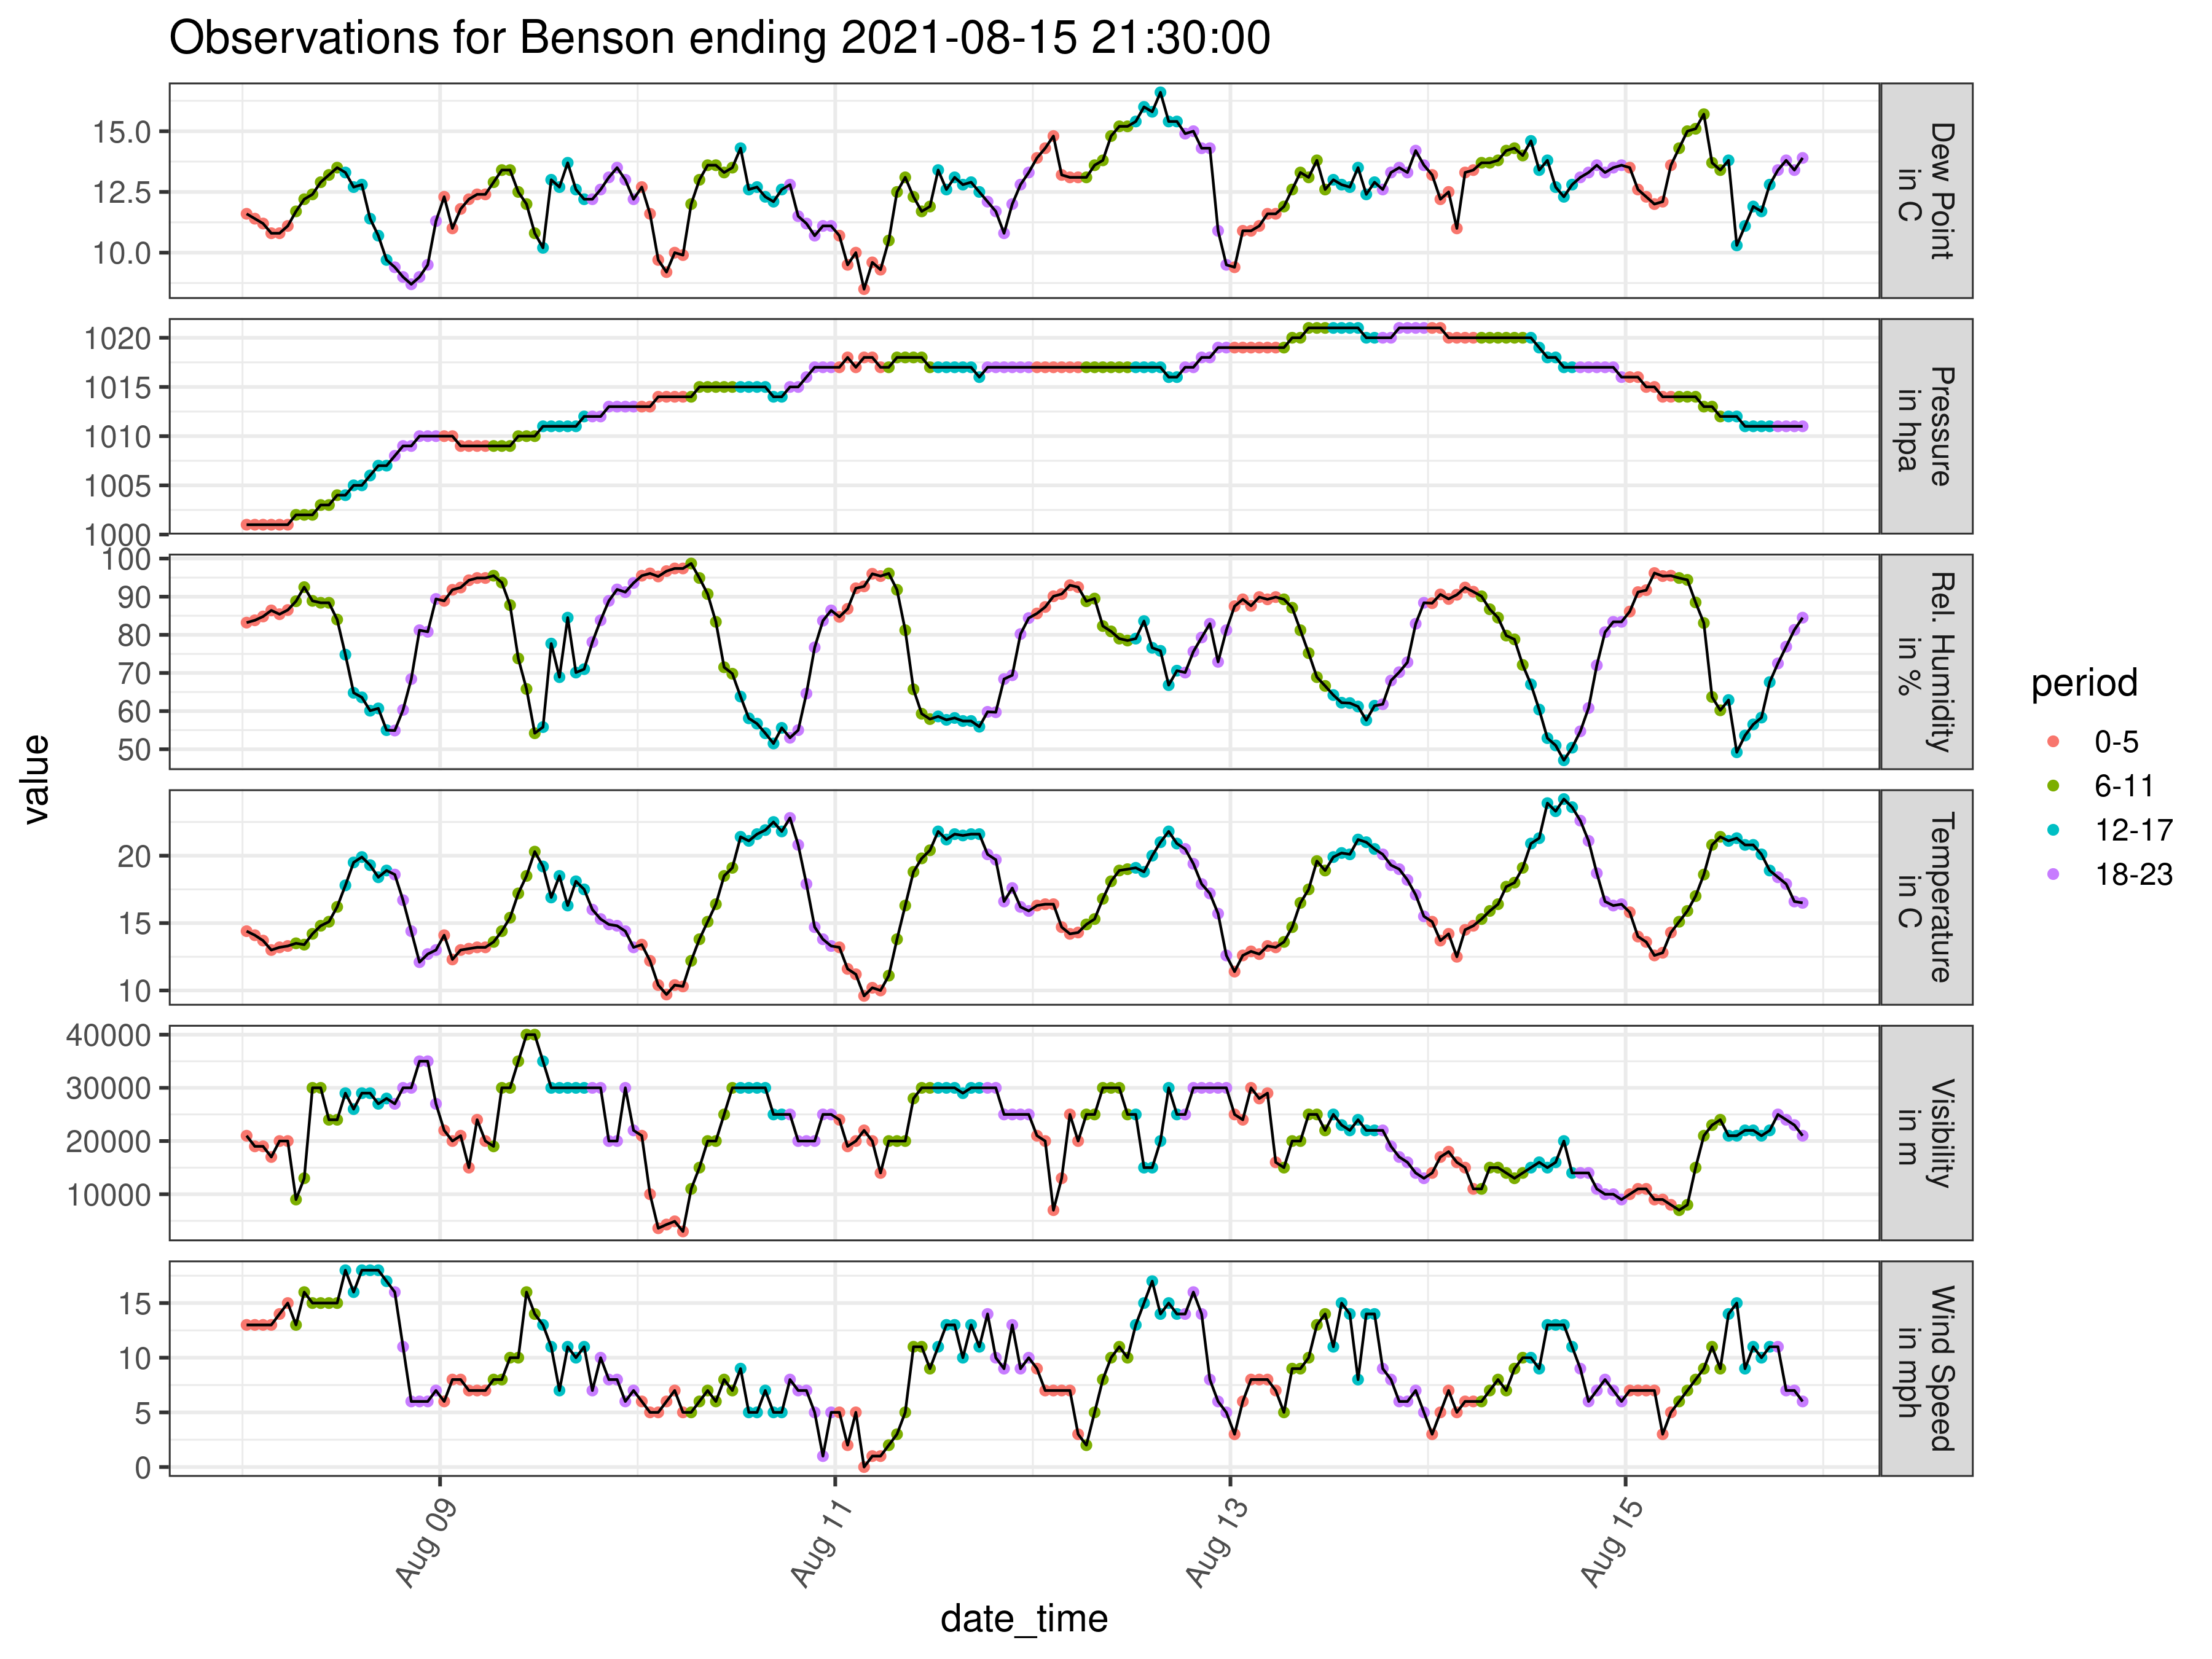 Observations for Benson ending 2021-08-15 21:30:00
value
15.0
12.5
10.0
Dew Point
in C
1020
1015
1010
1005
1000
Pressure
in hpa
100
90
80
70
60
50
Rel. Humidity
in %
20
15
10
Temperature
in C
40000
30000
20000
10000
Visibility
in m
15
10
5
0
Wind Speed
in mph
Aug 09
Aug 11
Aug 13
Aug 15
date_time
period
0-5
6-11
12-17
18-23